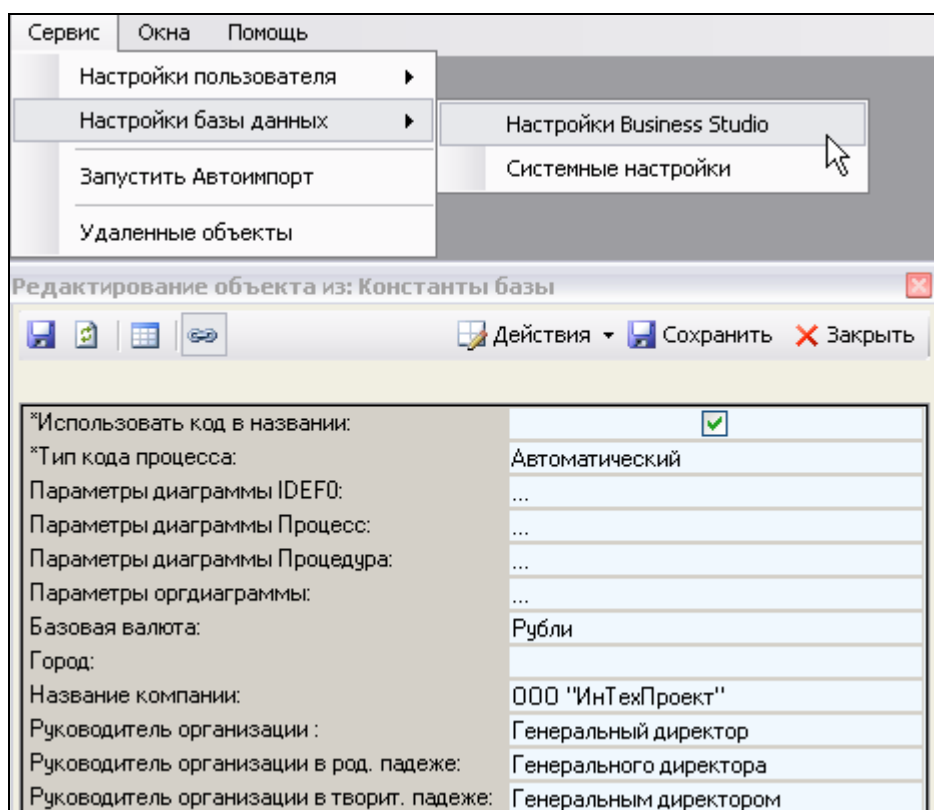 Сервис Окна Помощь
Настройки пользователя
Настройки базы данных
Настройки Business Studio
Системные настройки
Запустить Автоимпорт
Удаленные объекты
Редактирование объекта из: Константы базы
Действия Сохранить Закрыть
*Использовать код в названии:
*Тип кода процесса: Автоматический
Параметры диаграммы IDEF0: ...
Параметры диаграммы Процесс: ...
Параметры диаграммы Процедура: ...
Параметры оргдиаграммы: ...
Базовая валюта: Рубли
Город:
Название компании: ООО "ИнТехПроект"
Руководитель организации : Генеральный директор
Руководитель организации в род. падеже: Генерального директора
Руководитель организации в творит. падеже: Генеральным директором